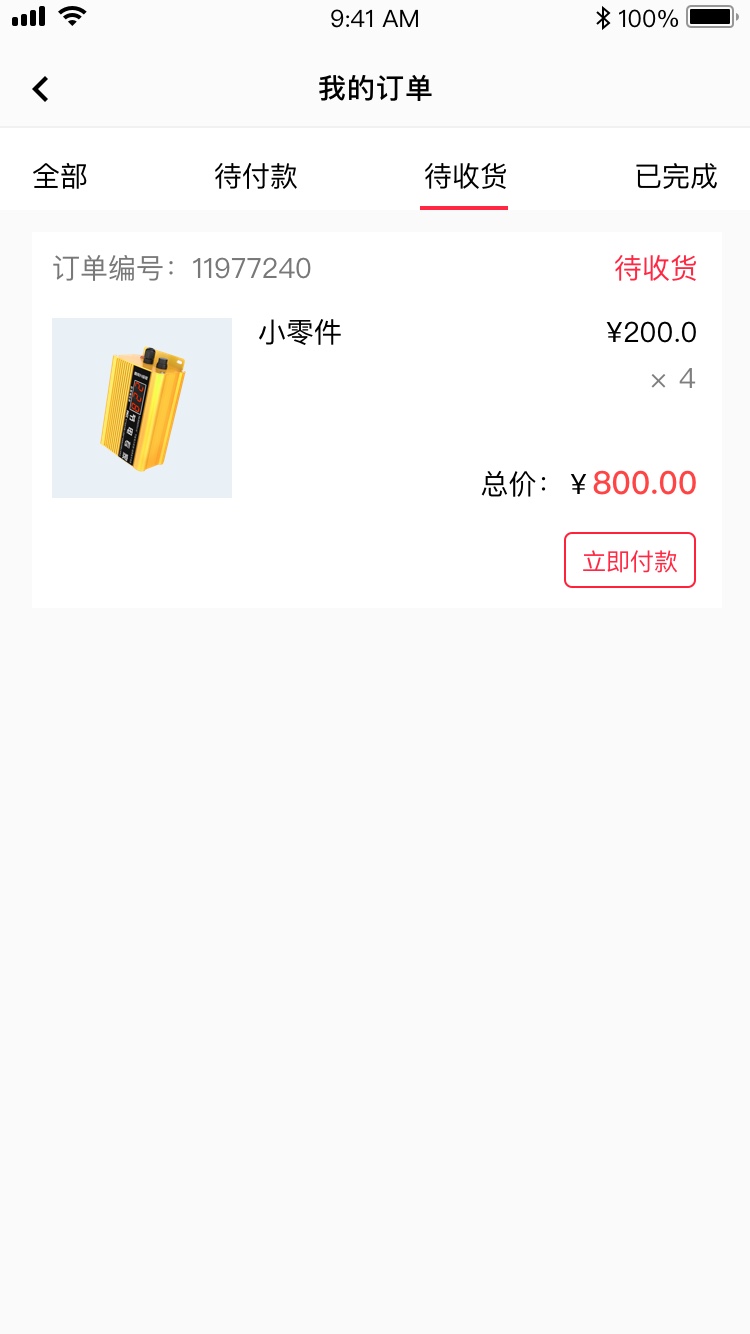 9:41 AM 100%
我的订单
全部 待付款 待收货 已完成
订单编号：11977240 待收货
小零件 ¥200.0
× 4
总价：￥800.00
立即付款